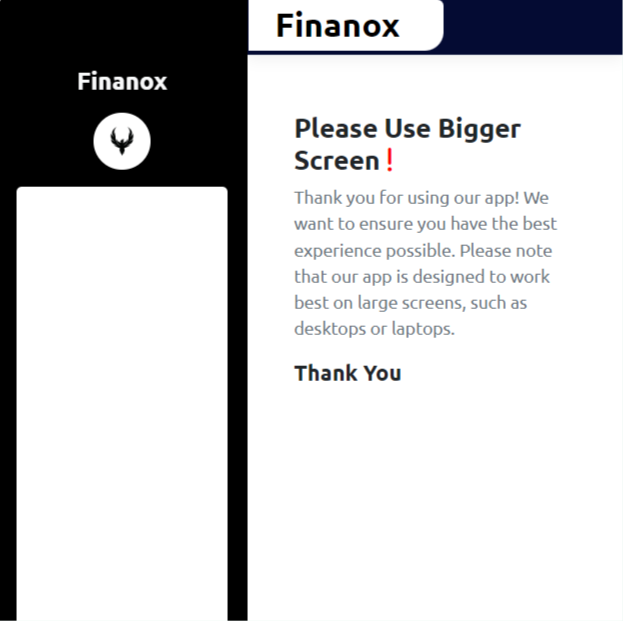 Finanox
Finanox
Please Use Bigger
Screen !
Thank you for using our app! We
want to ensure you have the best
experience possible. Please note
that our app is designed to work
best on large screens, such as
desktops or laptops.
Thank You